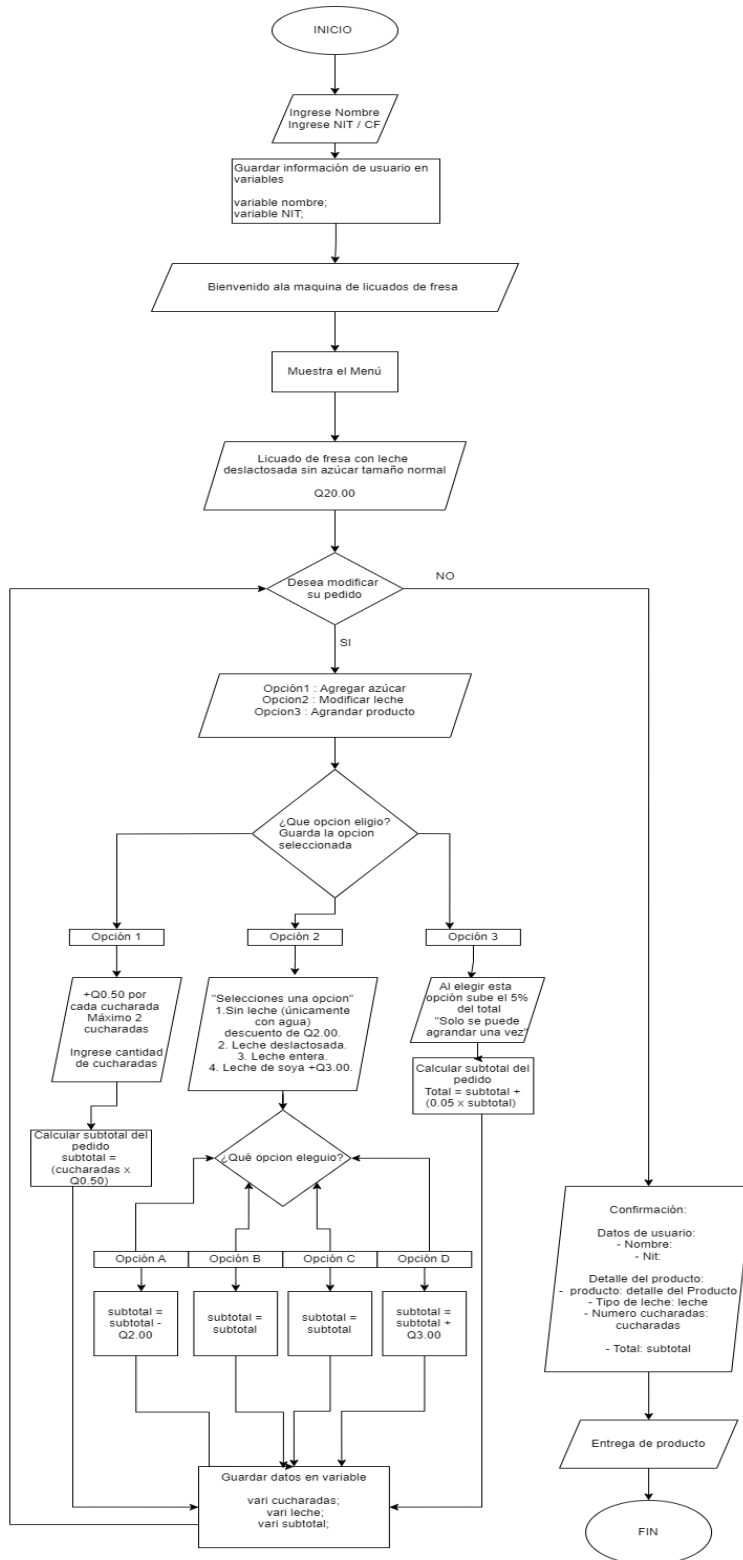 INICIO
Ingrese Nombre
Ingrese NIT / CF
Guardar información de usuario en
variables
variable nombre;
variable NIT;
Bienvenido ala maquina de licuados de fresa
Muestra el Menú
Licuado de fresa con leche
deslactosada sin azúcar tamaño normal
Q20.00
Desea modificar
su pedido
NO
SI
Opción1 : Agregar azúcar
Opcion2 : Modificar leche
Opcion3 : Agrandar producto
¿Que opcion eligio?
Guarda la opcion
seleccionada
Opción 1
Opción 2
Opción 3
+Q0.50 por
cada cucharada
Máximo 2
cucharadas
Ingrese cantidad
de cucharadas
"Selecciones una opcion"
1.Sin leche (únicamente
con agua)
descuento de Q2.00.
2. Leche deslactosada.
3. Leche entera.
4. Leche de soya +Q3.00.
Al elegir esta
opción sube el 5%
del total
"Solo se puede
agrandar una vez"
Calcular subtotal del
pedido
Total = subtotal +
(0.05 x subtotal)
Calcular subtotal del
pedido
subtotal =
(cucharadas x
Q0.50)
¿Qué opcion eleguio?
Opción A
Opción B
Opción C
Opción D
subtotal =
subtotal -
Q2.00
subtotal =
subtotal
subtotal =
subtotal
subtotal =
subtotal +
Q3.00
Confirmación:
Datos de usuario:
- Nombre:
- Nit:
Detalle del producto:
- producto: detalle del Producto
- Tipo de leche: leche
- Numero cucharadas:
cucharadas
- Total: subtotal
Guardar datos en variable
vari cucharadas;
vari leche;
vari subtotal;
Entrega de producto
FIN